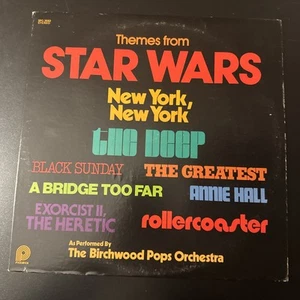 Themes from
STAR WARS
New York,
New York
the DEEP
BLACK SUNDAY
THE GREATEST
A BRIDGE TOO FAR
ANNIE HALL
EXORCIST II,
THE HERETIC
rollercoaster
As Performed By
The Birchwood Pops Orchestra